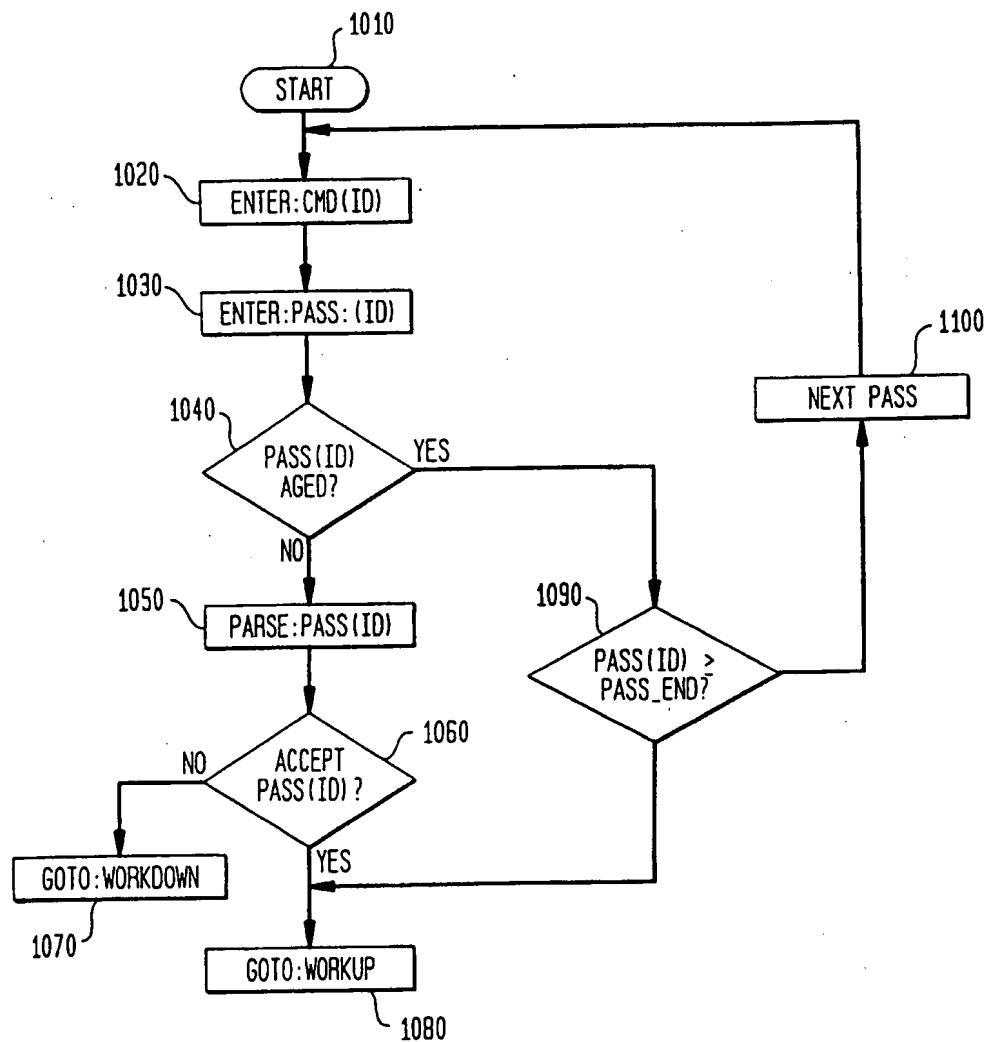 1010
START
1020
ENTER:CMD(ID)
1030
ENTER:PASS:(ID)
1100
NEXT PASS
1040
PASS(ID)
AGED?
YES
NO
1050
PARSE:PASS(ID)
1090
PASS(ID) >
PASS_END?
1060
ACCEPT
PASS(ID)?
NO
YES
GOTO:WORKDOWN
1070
GOTO:WORKUP
1080